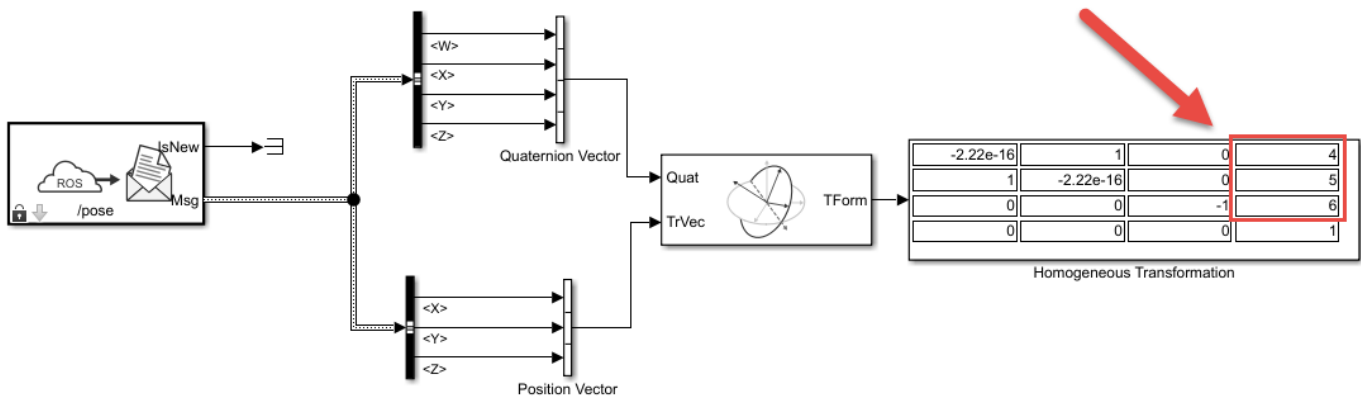 <W>
<X>
<Y>
<Z>
Quaternion Vector
IsNew
ROS
Msg
/pose
Quat
TrVec
TForm
-2.22e-16 1 0 4
1 -2.22e-16 0 5
0 0 -1 6
0 0 0 1
Homogeneous Transformation
<X>
<Y>
<Z>
Position Vector